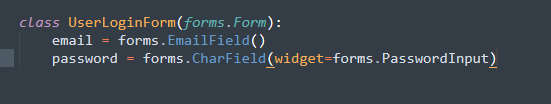 class UserLoginForm(forms.Form):
    email = forms.EmailField()
    password = forms.CharField(widget=forms.PasswordInput)